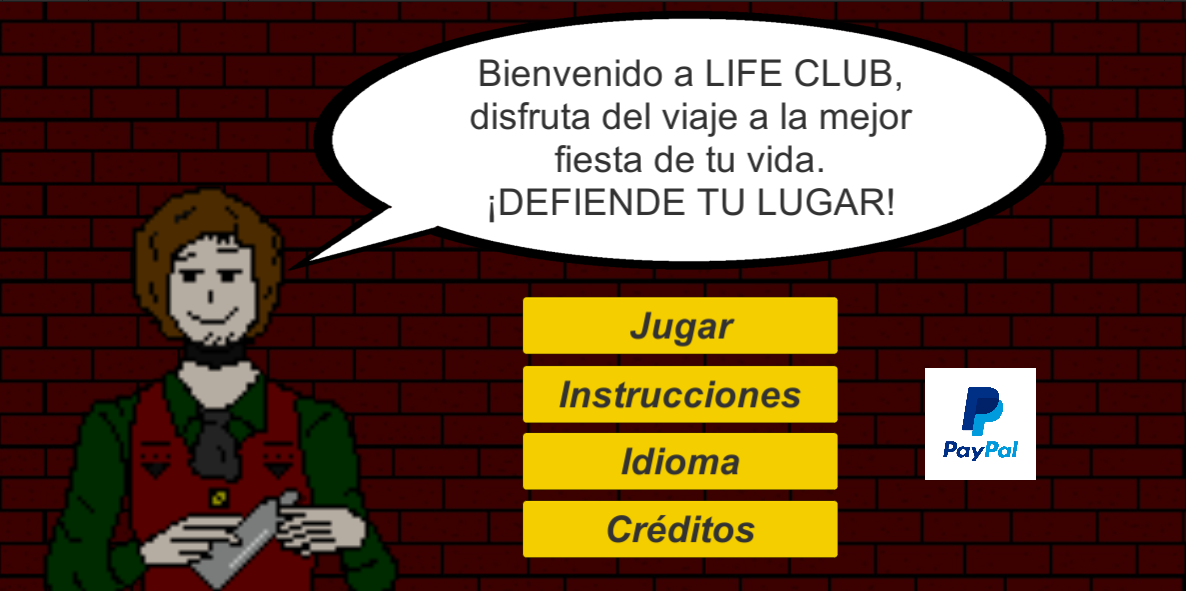 Bienvenido a LIFE CLUB,
disfruta del viaje a la mejor
fiesta de tu vida.
¡DEFIENDE TU LUGAR!
Jugar
Instrucciones
Idioma
Créditos
PayPal